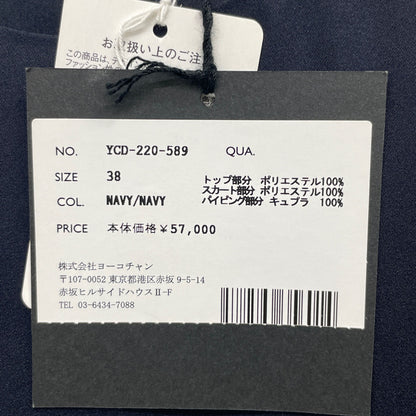 お取扱い上のご注
この商品は、デ
ファッション性
NO. YCD-220-589 QUA.
SIZE 38
トップ部分 ポリエステル100%
スカート部分 ポリエステル100%
COL. NAVY/NAVY
パイピング部分 キュプラ 100%
PRICE 本体価格¥57,000
株式会社ヨーコチャン
〒107-0052 東京都港区赤坂 9-5-14
赤坂ヒルサイドハウスⅡ-F
TEL 03-6434-7088